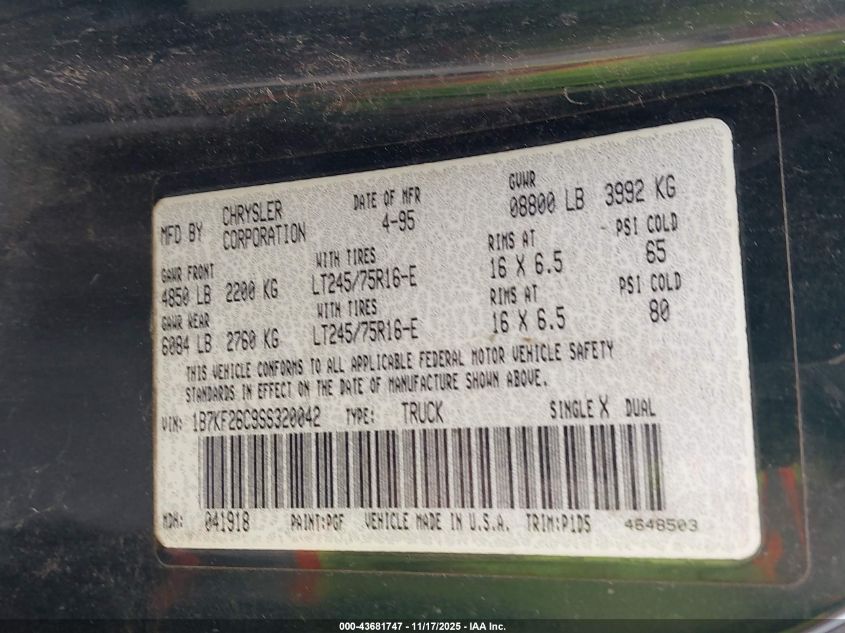 MFD BY CHRYSLER CORPORATION DATE OF MFR 4-95 GVWR 08800 LB 3992 KG
GAWR FRONT WITH TIRES RIMS AT PSI COLD
4850 LB 2200 KG LT245/75R16-E 16 X 6.5 65
GAWR REAR WITH TIRES RIMS AT PSI COLD
6084 LB 2760 KG LT245/75R16-E 16 X 6.5 80
THIS VEHICLE CONFORMS TO ALL APPLICABLE FEDERAL MOTOR VEHICLE SAFETY
STANDARDS IN EFFECT ON THE DATE OF MANUFACTURE SHOWN ABOVE.
VIN: 1B7KF26C9SS320042 TYPE: TRUCK SINGLE X DUAL
MDH: 041918 PAINT:PGF VEHICLE MADE IN U.S.A. TRIM:P1D5 4648503
000-43681747 - 11/17/2025 - IAA Inc.